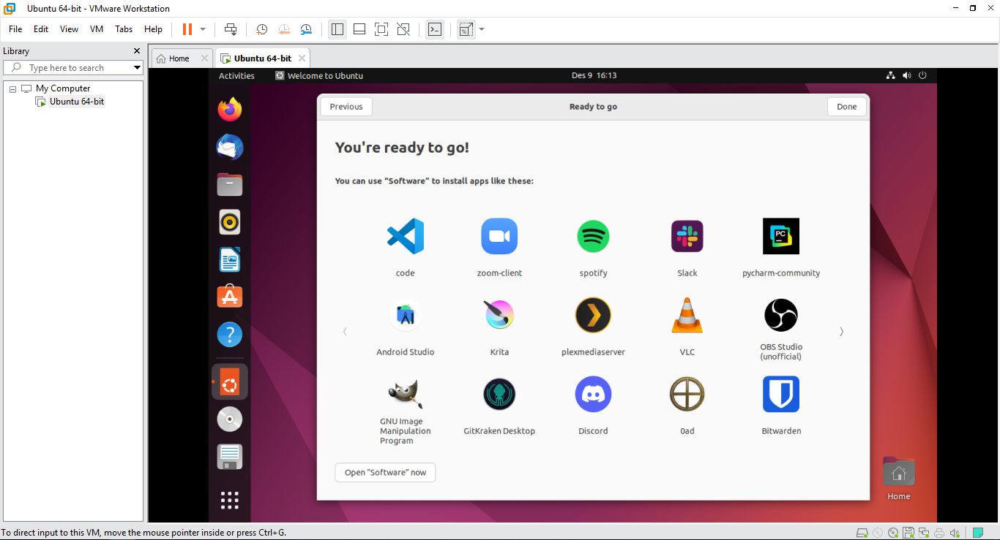 Ubuntu 64-bit - VMware Workstation
File Edit View VM Tabs Help
Library
Type here to search
My Computer
Ubuntu 64-bit
Home
Ubuntu 64-bit
Activities
Welcome to Ubuntu
Des 9 16:13
Previous
Ready to go
Done
You're ready to go!
You can use “Software” to install apps like these:
PC
code
zoom-client
spotify
Slack
pycharm-community
Android Studio
Krita
plexmediaserver
VLC
OBS Studio
(unofficial)
GNU Image
Manipulation
Program
GitKraken Desktop
Discord
0ad
Bitwarden
Open “Software” now
Home
To direct input to this VM, move the mouse pointer inside or press Ctrl+G.